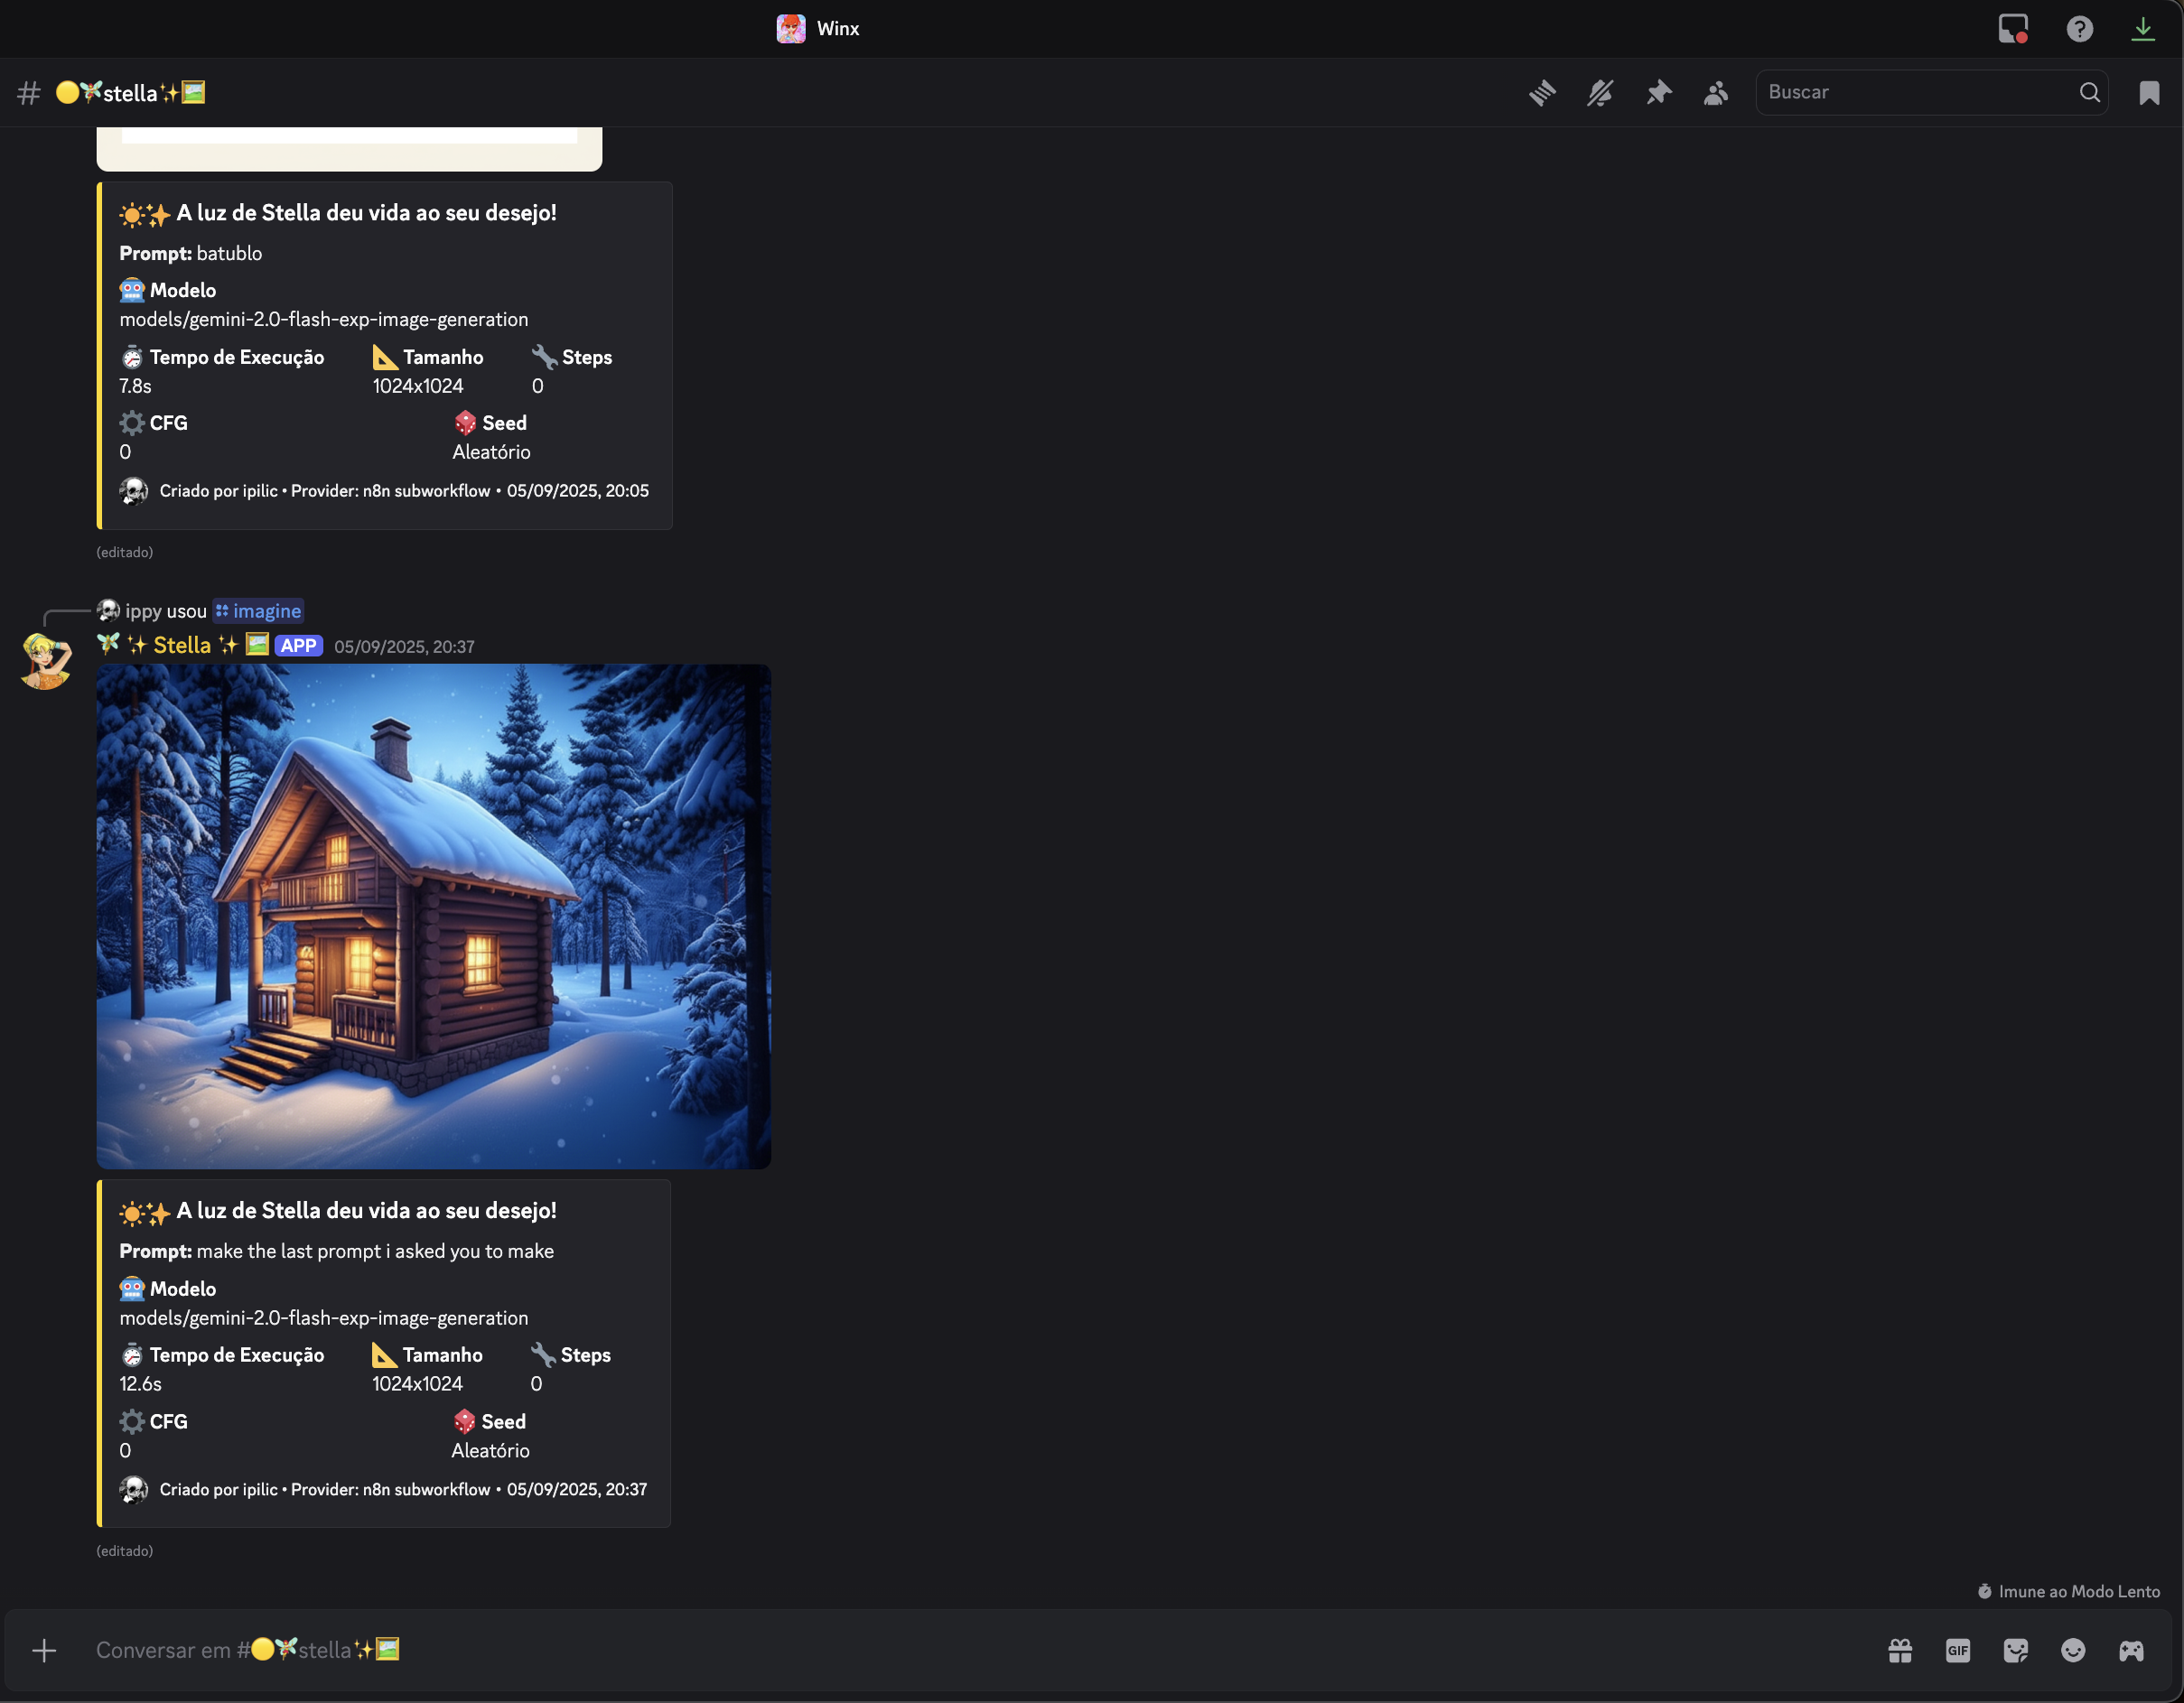 Winx
stella
Buscar
A luz de Stella deu vida ao seu desejo!
Prompt: batublo
Modelo
models/gemini-2.0-flash-exp-image-generation
Tempo de Execução Tamanho Steps
7.8s 1024x1024 0
CFG Seed
0 Aleatório
Criado por ipilic • Provider: n8n subworkflow • 05/09/2025, 20:05
(editado)
ippy usou imagine
Stella APP 05/09/2025, 20:37
A luz de Stella deu vida ao seu desejo!
Prompt: make the last prompt i asked you to make
Modelo
models/gemini-2.0-flash-exp-image-generation
Tempo de Execução Tamanho Steps
12.6s 1024x1024 0
CFG Seed
0 Aleatório
Criado por ipilic • Provider: n8n subworkflow • 05/09/2025, 20:37
(editado)
Imune ao Modo Lento
Conversar em #stella
GIF